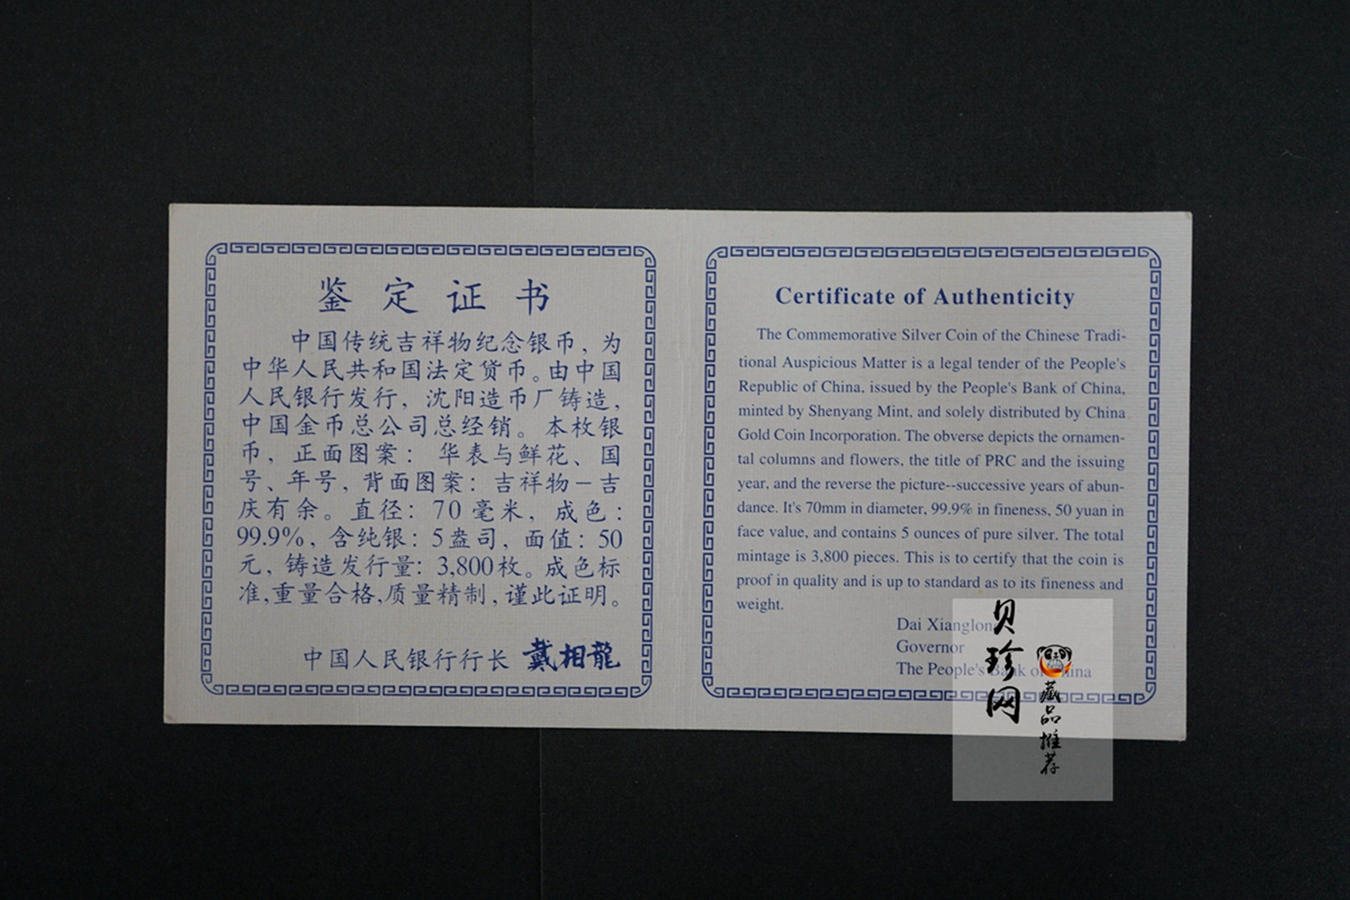 鉴定证书
中国传统吉祥物纪念银币，为
中华人民共和国法定货币。由中国
人民银行发行，沈阳造币厂铸造，
中国金币总公司总经销。本枚银
币，正面图案：华表与鲜花、国
号、年号，背面图案：吉祥物－吉
庆有余。直径：70毫米，成色：
99.9%，含纯银：5盎司，面值：50
元，铸造发行量：3,800枚。成色标
准,重量合格,质量精制,谨此证明。
中国人民银行行长 戴相龍
Certificate of Authenticity
The Commemorative Silver Coin of the Chinese Tradi-
tional Auspicious Matter is a legal tender of the People's
Republic of China, issued by the People's Bank of China,
minted by Shenyang Mint, and solely distributed by China
Gold Coin Incorporation. The obverse depicts the ornamen-
tal columns and flowers, the title of PRC and the issuing
year, and the reverse the picture--successive years of abun-
dance. It's 70mm in diameter, 99.9% in fineness, 50 yuan in
face value, and contains 5 ounces of pure silver. The total
mintage is 3,800 pieces. This is to certify that the coin is
proof in quality and is up to standard as to its fineness and
weight.
Dai Xianglong
Governor
The People's Bank of China
贝珍网
藏品推荐